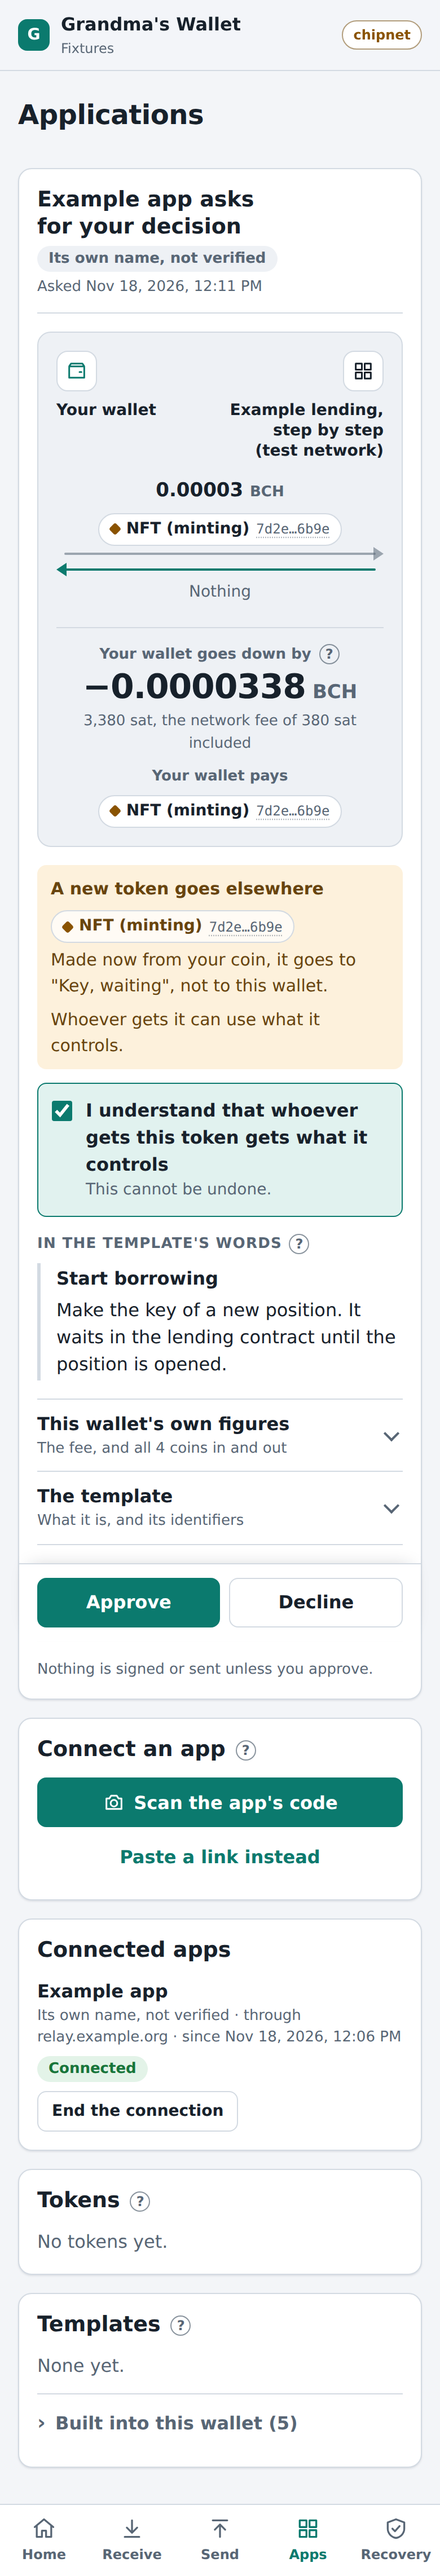 G
Grandma's Wallet
Fixtures
chipnet
Applications
Example app asks
for your decision
Its own name, not verified
Asked Nov 18, 2026, 12:11 PM
Your wallet
Example lending,
step by step
(test network)
0.00003 BCH
NFT (minting) 7d2e…6b9e
Nothing
Your wallet goes down by ?
−0.0000338 BCH
3,380 sat, the network fee of 380 sat
included
Your wallet pays
NFT (minting) 7d2e…6b9e
A new token goes elsewhere
NFT (minting) 7d2e…6b9e
Made now from your coin, it goes to
"Key, waiting", not to this wallet.
Whoever gets it can use what it
controls.
I understand that whoever
gets this token gets what it
controls
This cannot be undone.
IN THE TEMPLATE'S WORDS ?
Start borrowing
Make the key of a new position. It
waits in the lending contract until the
position is opened.
This wallet's own figures
The fee, and all 4 coins in and out
The template
What it is, and its identifiers
Approve
Decline
Nothing is signed or sent unless you approve.
Connect an app ?
Scan the app's code
Paste a link instead
Connected apps
Example app
Its own name, not verified · through
relay.example.org · since Nov 18, 2026, 12:06 PM
Connected
End the connection
Tokens ?
No tokens yet.
Templates ?
None yet.
› Built into this wallet (5)
Home
Receive
Send
Apps
Recovery